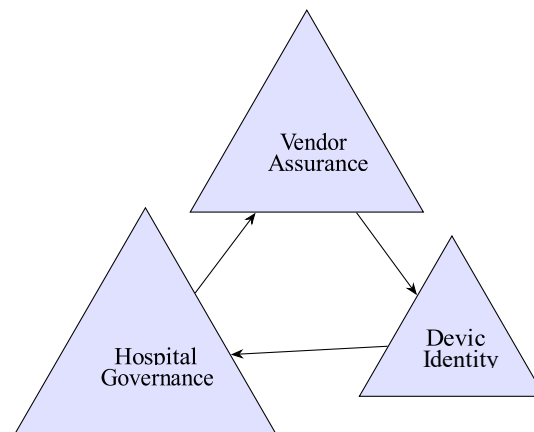 Vendor
Assurance
Devic
Identity
Hospital
Governance